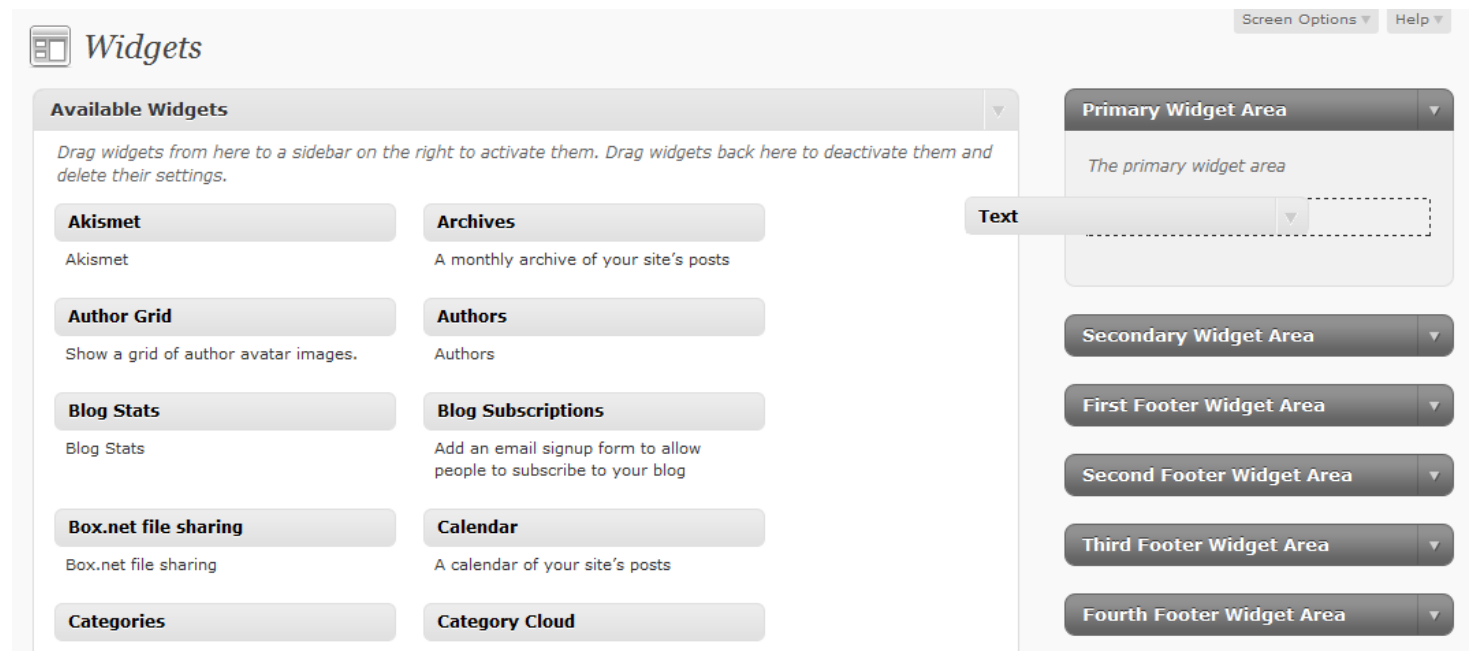 Screen Options
Help
Widgets
Available Widgets
Drag widgets from here to a sidebar on the right to activate them. Drag widgets back here to deactivate them and
delete their settings.
Akismet
Archives
Akismet
A monthly archive of your site’s posts
Author Grid
Authors
Show a grid of author avatar images.
Authors
Blog Stats
Blog Subscriptions
Blog Stats
Add an email signup form to allow
people to subscribe to your blog
Box.net file sharing
Calendar
Box.net file sharing
A calendar of your site’s posts
Categories
Category Cloud
Primary Widget Area
The primary widget area
Text
Secondary Widget Area
First Footer Widget Area
Second Footer Widget Area
Third Footer Widget Area
Fourth Footer Widget Area